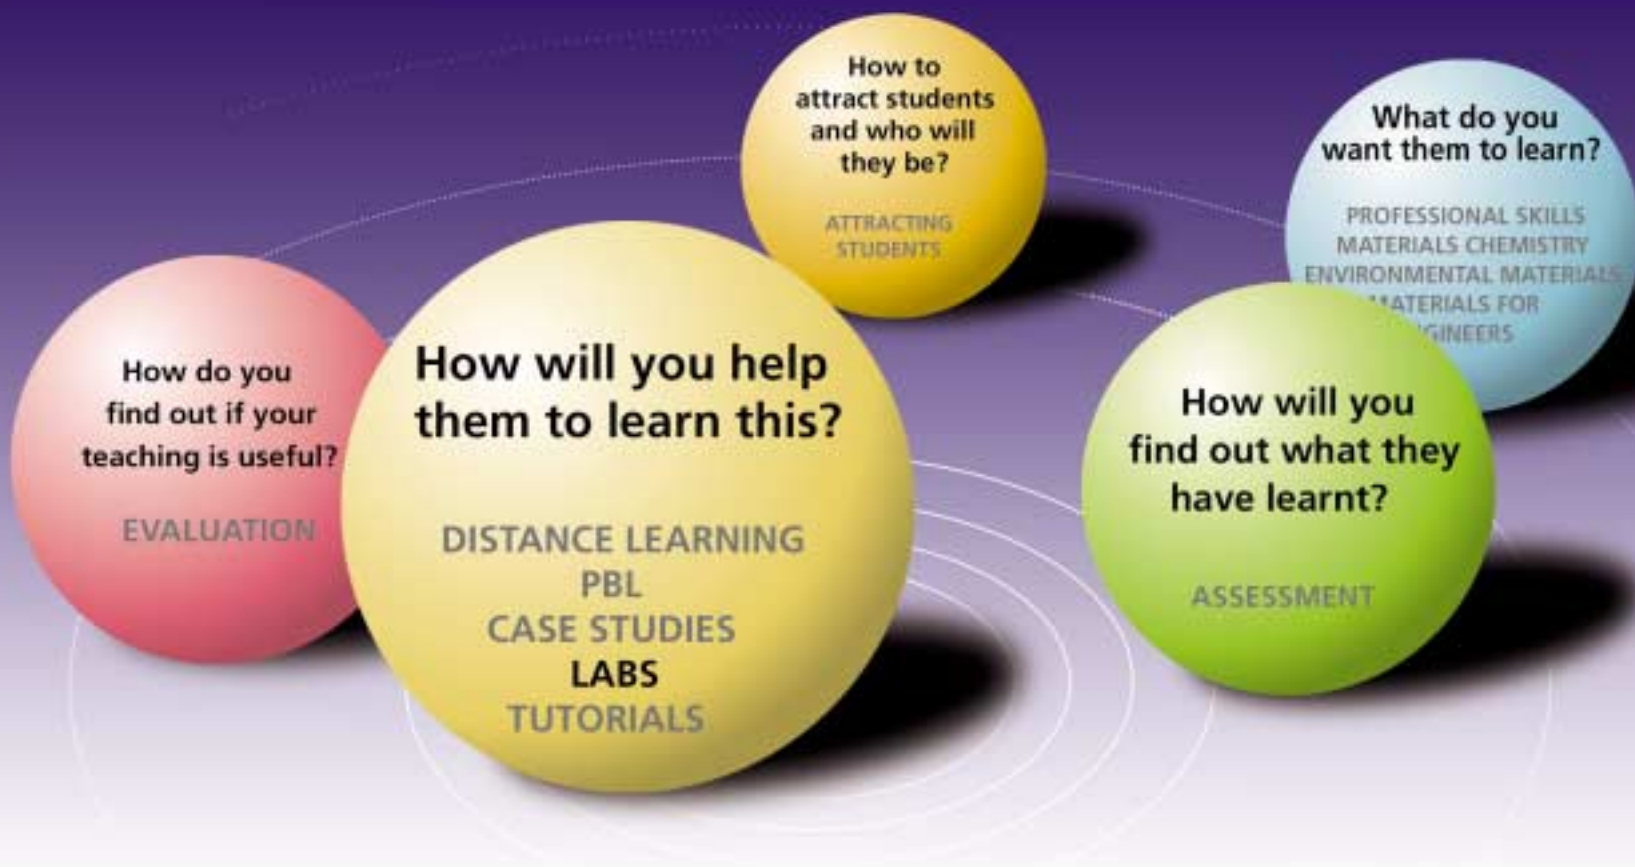 How to
attract students
and who will
they be?
ATTRACTING
STUDENTS
What do you
want them to learn?
PROFESSIONAL SKILLS
MATERIALS CHEMISTRY
ENVIRONMENTAL MATERIALS
MATERIALS FOR
How do you
find out if your
teaching is useful?
EVALUATION
How will you help
them to learn this?
DISTANCE LEARNING
PBL
CASE STUDIES
LABS
TUTORIALS
How will you
find out what they
have learnt?
ASSESSMENT